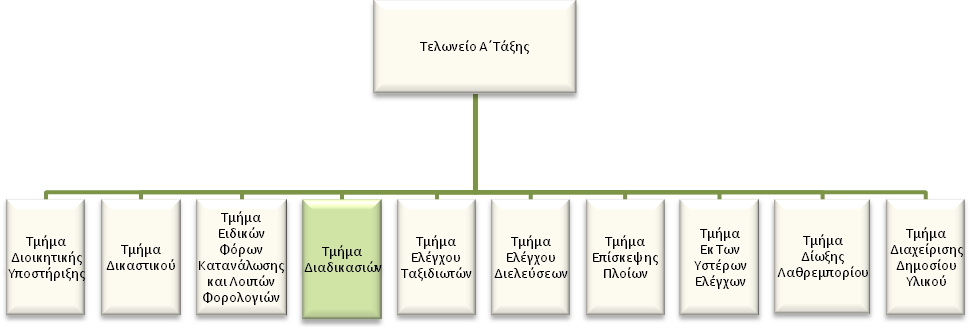 Τελωνείο Α΄Τάξης
Τμήμα
Διοικητικής
Υποστήριξης
Τμήμα
Δικαστικού
Τμήμα
Ειδικών
Φόρων
Κατανάλωσης
και Λοιπών
Φορολογιών
Τμήμα
Διαδικασιών
Τμήμα
Ελέγχου
Ταξιδιωτών
Τμήμα
Ελέγχου
Διελεύσεων
Τμήμα
Επίσκεψης
Πλοίων
Τμήμα
Εκ Των
Υστέρων
Ελέγχων
Τμήμα
Δίωξης
Λαθρεμπορίου
Τμήμα
Διαχείρισης
Δημοσίου
Υλικού